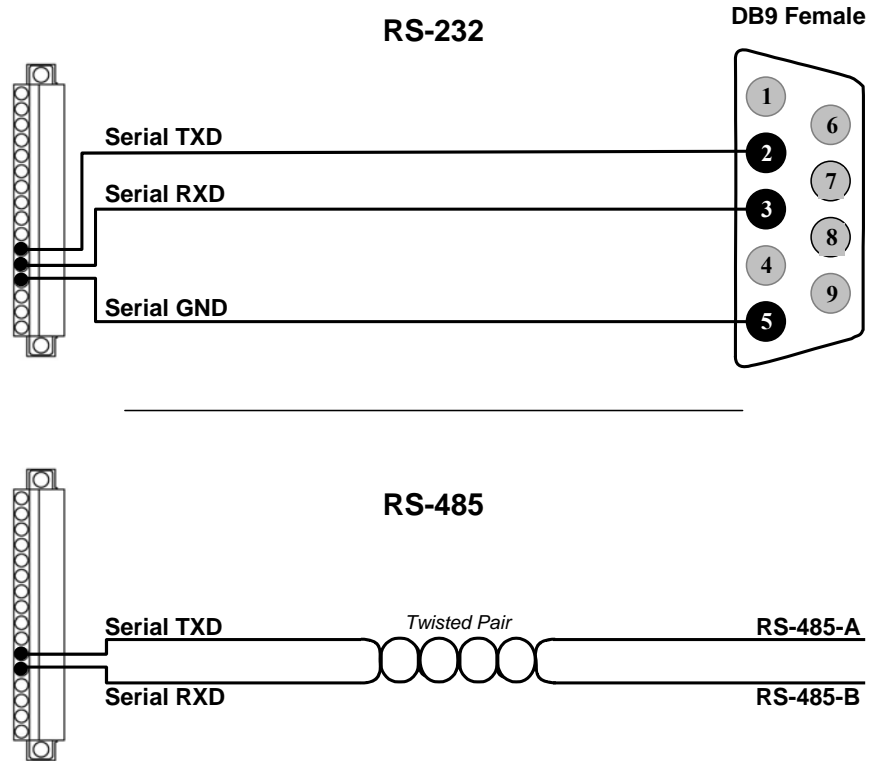 DB9 Female
RS-232
1
6
Serial TXD
2
7
Serial RXD
3
8
4
9
Serial GND
5
RS-485
Serial TXD
Twisted Pair
RS-485-A
Serial RXD
RS-485-B